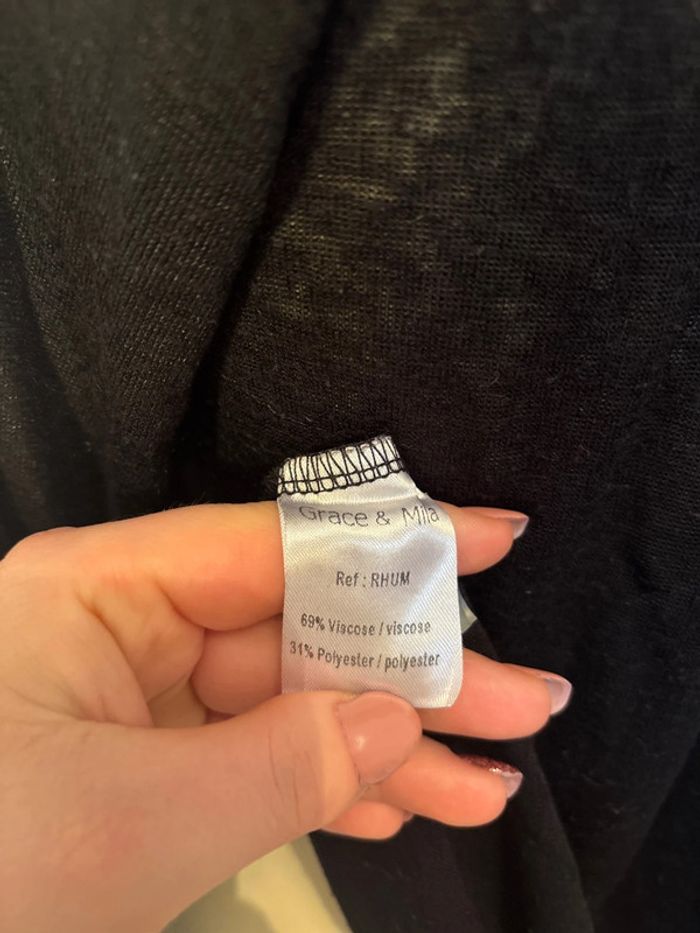 Grace & Mila
Ref : RHUM
69% Viscose / viscose
31% Polyester / polyester